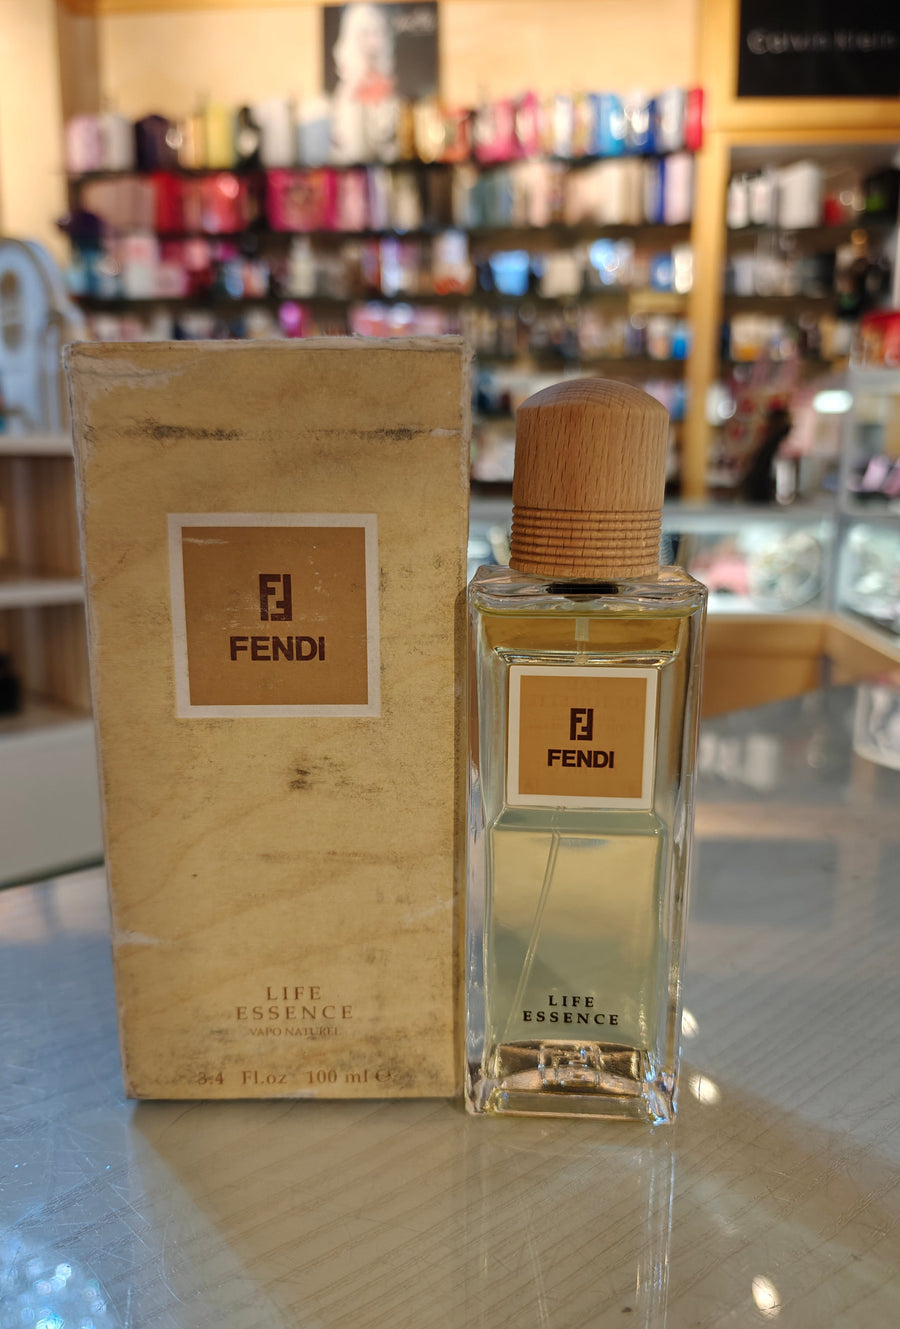 Calvin Klein
FENDI
LIFE
ESSENCE
VAPO NATUREL
3.4 Fl.oz 100 ml ℮
FENDI
LIFE
ESSENCE